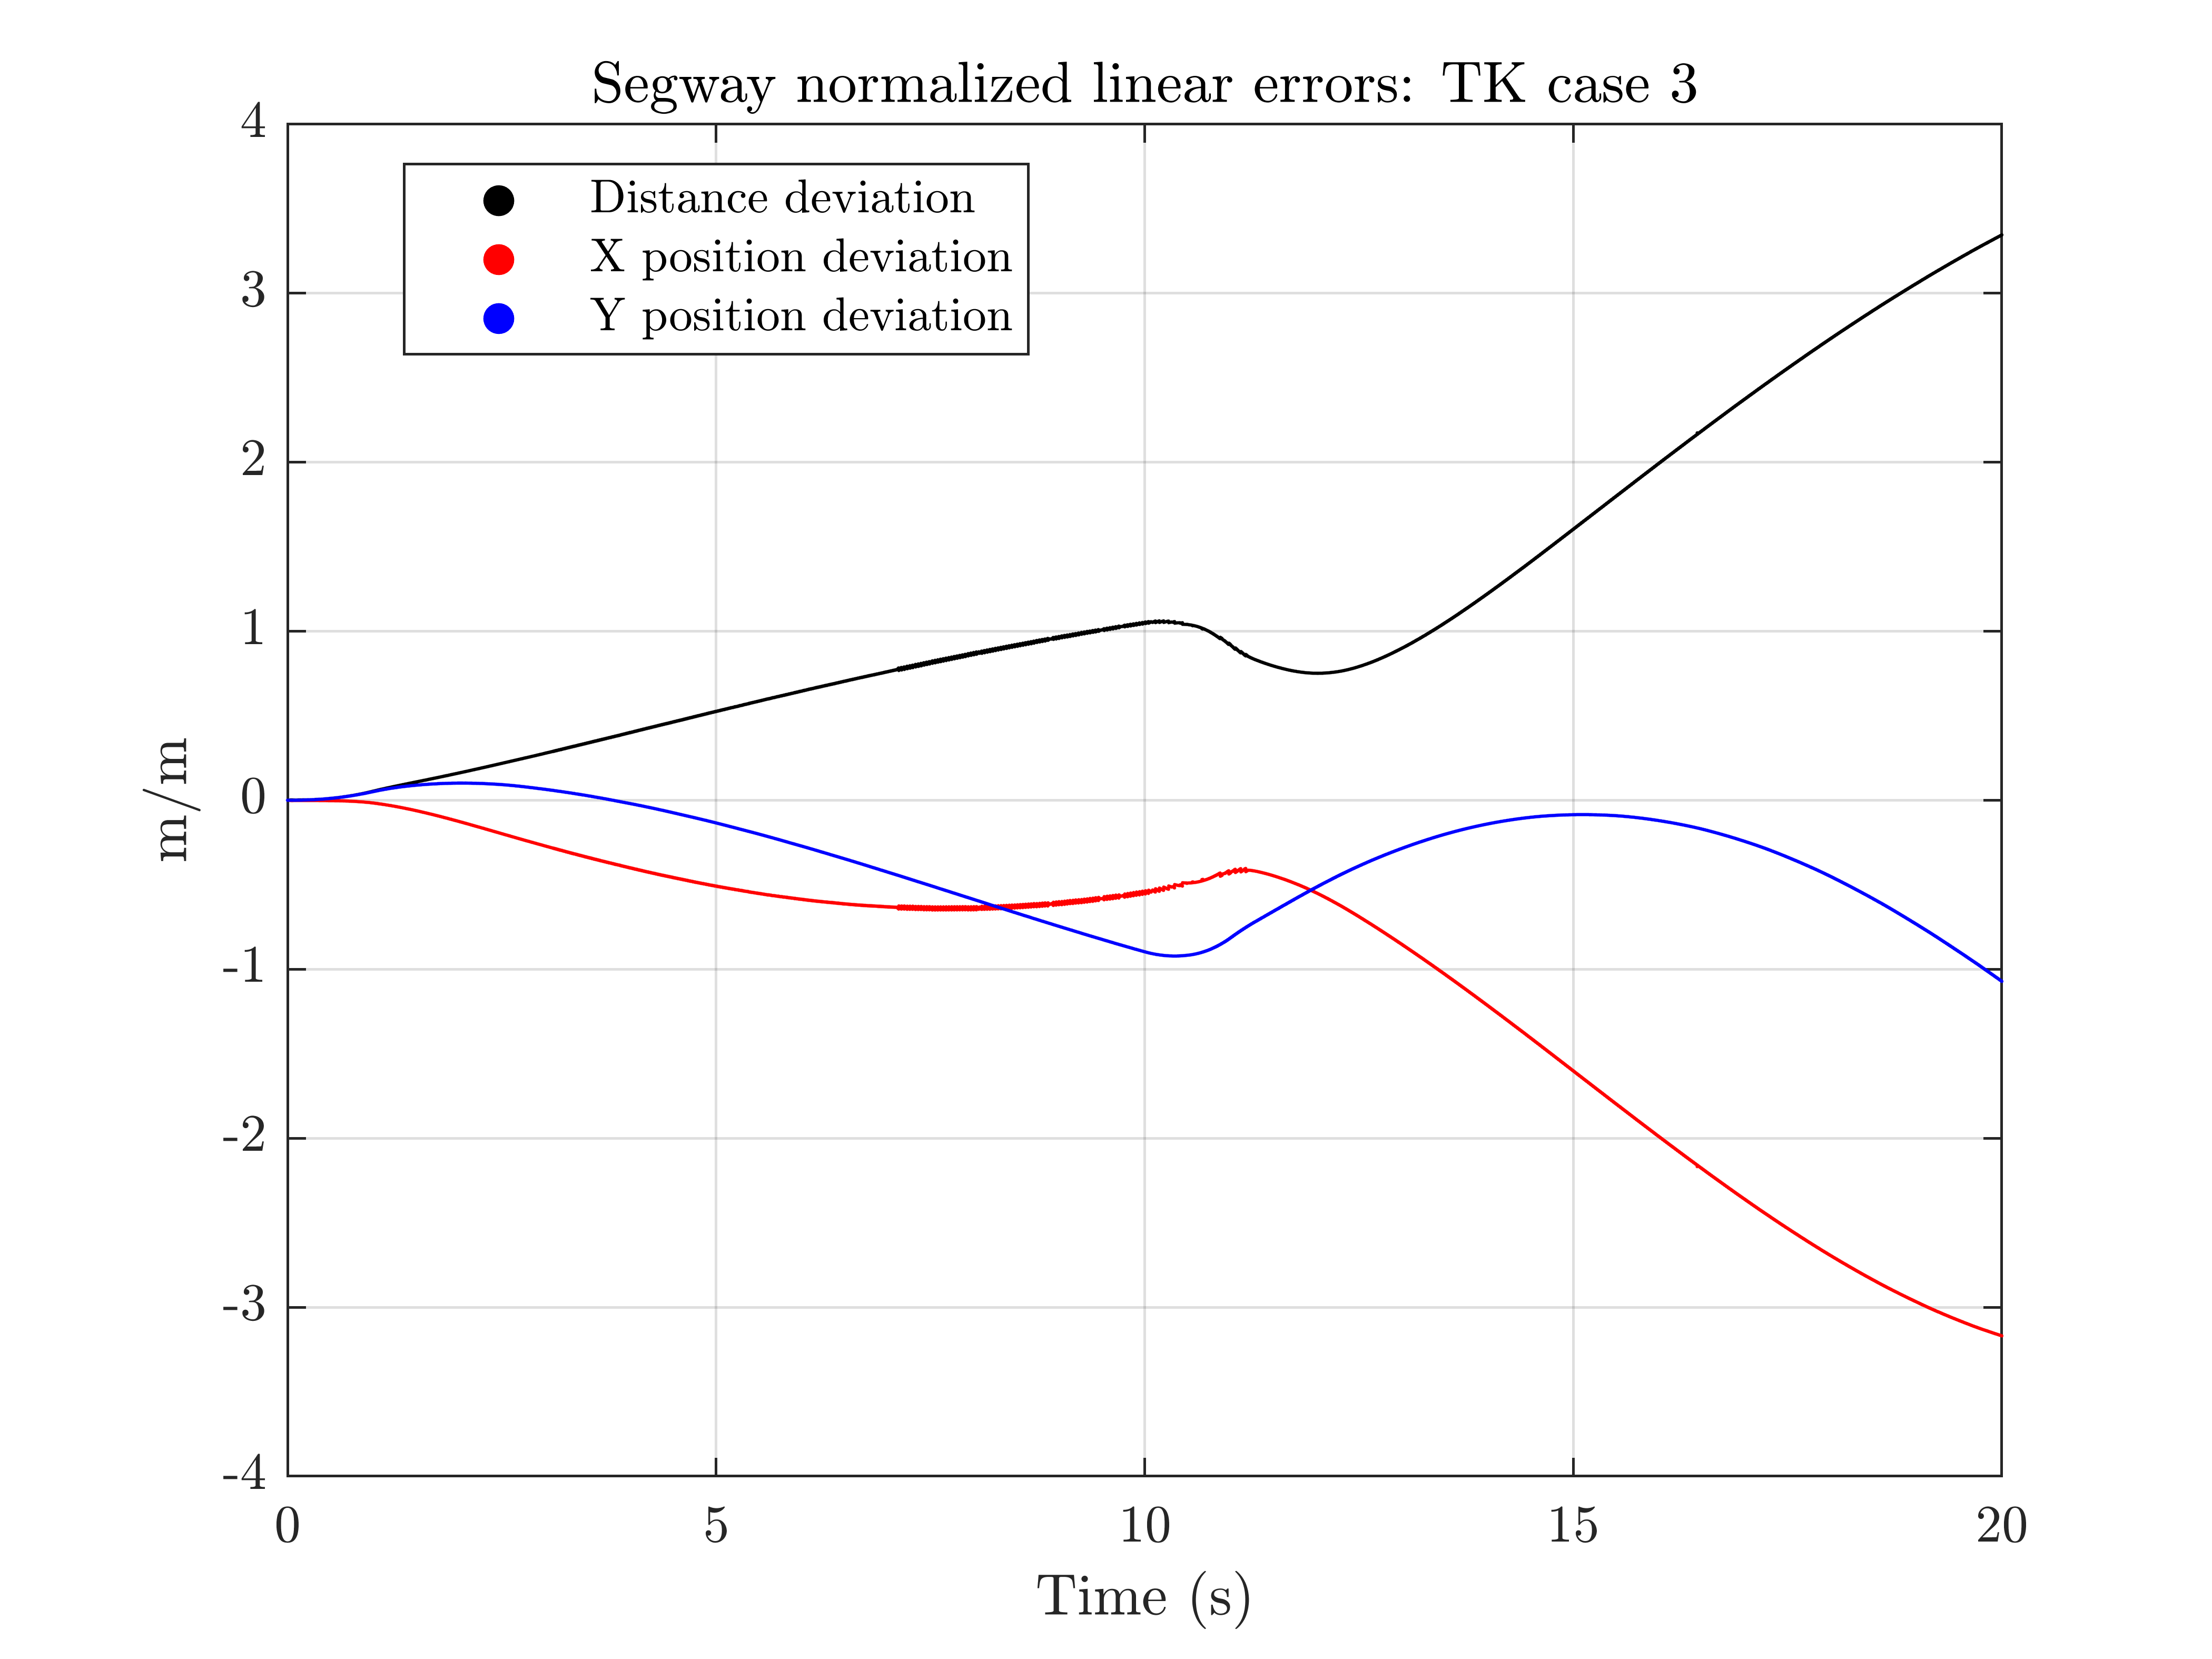 Segway normalized linear errors: TK case 3
4
Distance deviation
X position deviation
Y position deviation
3
2
1
0
-1
-2
-3
-4
m/m
0 5 10 15 20
Time (s)